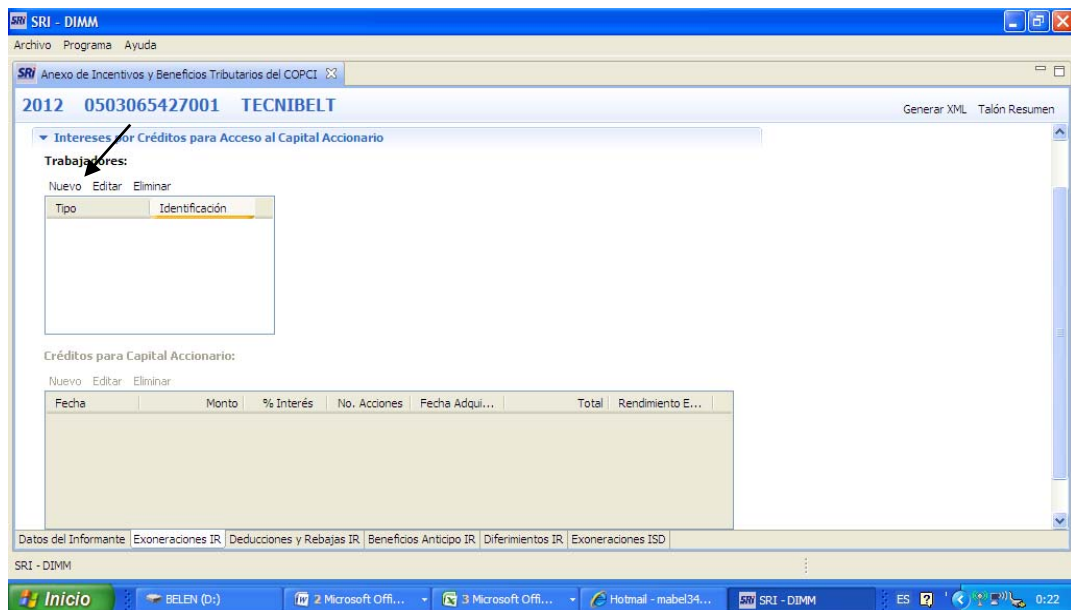 SRi SRI - DIMM
Archivo Programa Ayuda
SRi Anexo de Incentivos y Beneficios Tributarios del COPCI
2012 0503065427001 TECNIBELT
Generar XML Talón Resumen
Intereses por Créditos para Acceso al Capital Accionario
Trabajadores:
Nuevo Editar Eliminar
Tipo Identificación
Créditos para Capital Accionario:
Nuevo Editar Eliminar
Fecha Monto % Interés No. Acciones Fecha Adqui... Total Rendimiento E...
Datos del Informante Exoneraciones IR Deducciones y Rebajas IR Beneficios Anticipo IR Diferimientos IR Exoneraciones ISD
SRI - DIMM
Inicio BELEN (D:) 2 Microsoft Offi... 3 Microsoft Offi... Hotmail - mabel34... SRi SRI - DIMM ES 0:22